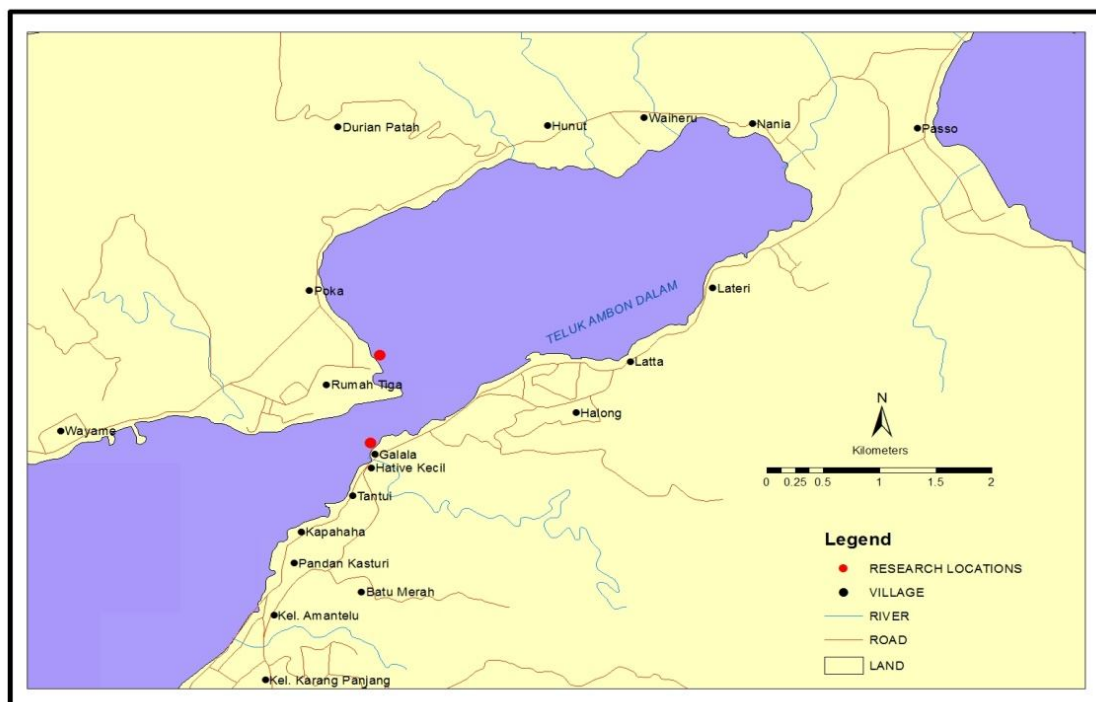 Durian Patah
Hunut
Waiheru
Nania
Passo
Poka
Lateri
TELUK AMBON DALAM
Latta
Rumah Tiga
Halong
Wayame
Galala
Hative Kecil
Tantui
Kapahaha
Pandan Kasturi
Batu Merah
Kel. Amantelu
Kel. Karang Panjang
N
Kilometers
0 0.25 0.5 1 1.5 2
Legend
RESEARCH LOCATIONS
VILLAGE
RIVER
ROAD
LAND